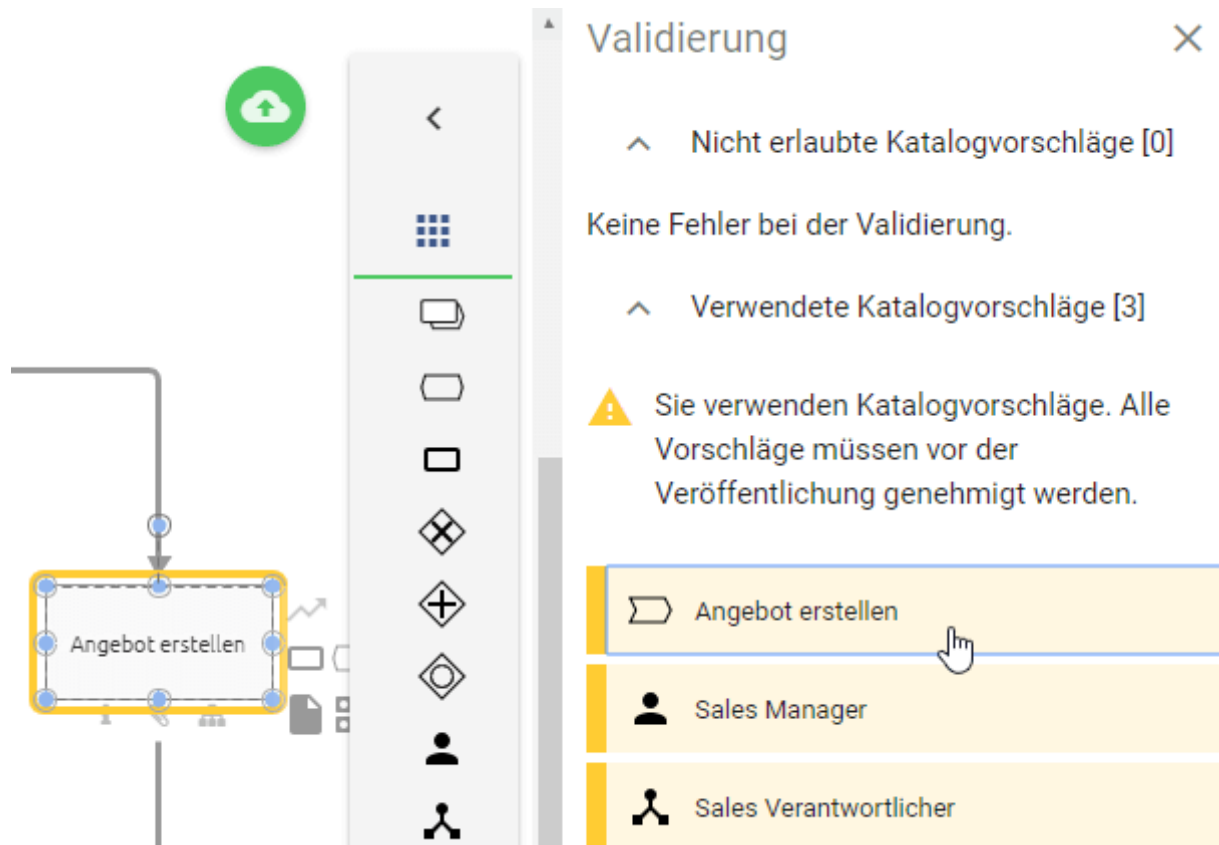 Validierung
Nicht erlaubte Katalogvorschläge [0]
Keine Fehler bei der Validierung.
Verwendete Katalogvorschläge [3]
Sie verwenden Katalogvorschläge. Alle
Vorschläge müssen vor der
Veröffentlichung genehmigt werden.
Angebot erstellen
Angebot erstellen
Sales Manager
Sales Verantwortlicher